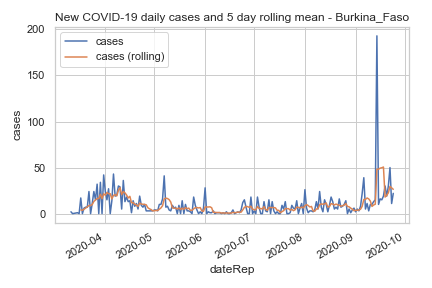 New COVID-19 daily cases and 5 day rolling mean - Burkina_Faso
cases
cases (rolling)
200
150
100
50
0
cases
2020-04
2020-05
2020-06
2020-07
2020-08
2020-09
2020-10
dateRep